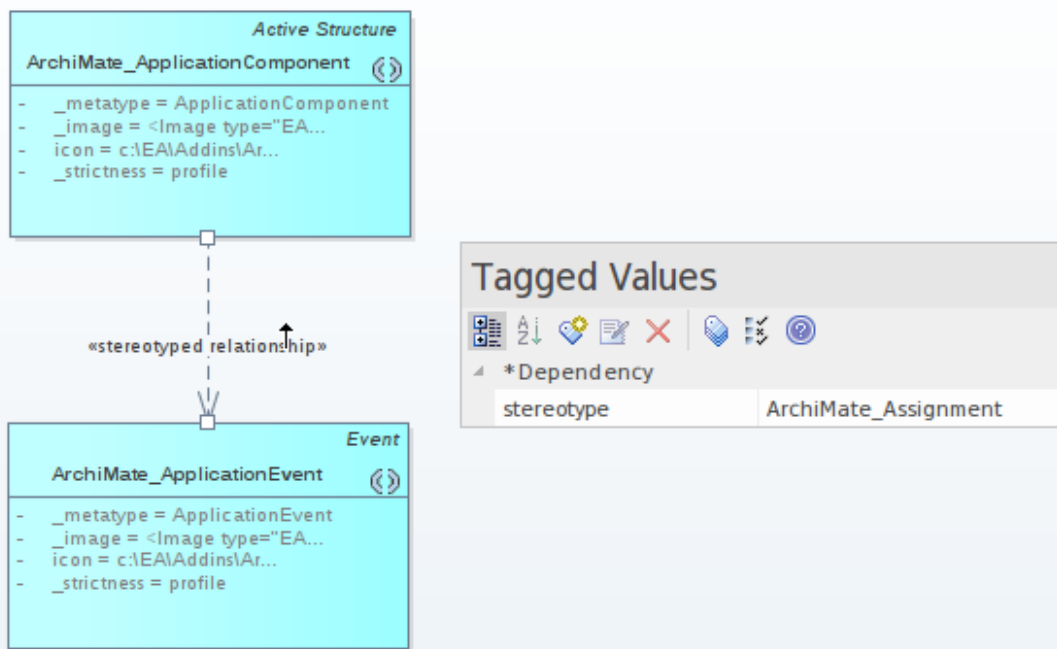 Active Structure
ArchiMate_ApplicationComponent
- _metatype = ApplicationComponent
- _image = <Image type="EA...
- icon = c:\EA\Addins\Ar...
- _strictness = profile
«stereotyped relationship»
Event
ArchiMate_ApplicationEvent
- _metatype = ApplicationEvent
- _image = <Image type="EA...
- icon = c:\EA\Addins\Ar...
- _strictness = profile
Tagged Values
*Dependency
stereotype ArchiMate_Assignment